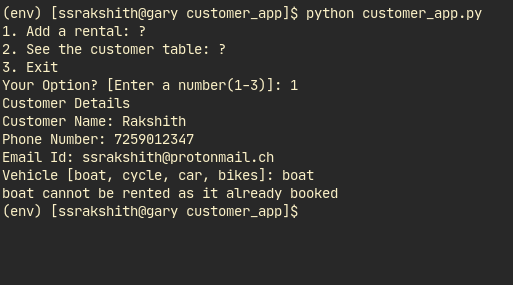 (env) [ssrakshith@gary customer_app]$ python customer_app.py
1. Add a rental: ?
2. See the customer table: ?
3. Exit
Your Option? [Enter a number(1-3)]: 1
Customer Details
Customer Name: Rakshith
Phone Number: 7259012347
Email Id: ssrakshith@protonmail.ch
Vehicle [boat, cycle, car, bikes]: boat
boat cannot be rented as it already booked
(env) [ssrakshith@gary customer_app]$